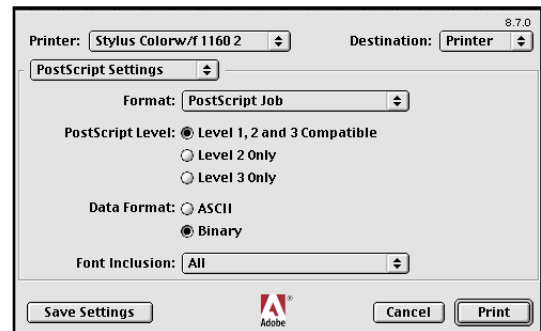 8.7.0
Printer: Stylus Colorw/f 1160 2 Destination: Printer
PostScript Settings
Format: PostScript Job
PostScript Level: Level 1, 2 and 3 Compatible
Level 2 Only
Level 3 Only
Data Format: ASCII
Binary
Font Inclusion: All
Save Settings Adobe® Cancel Print